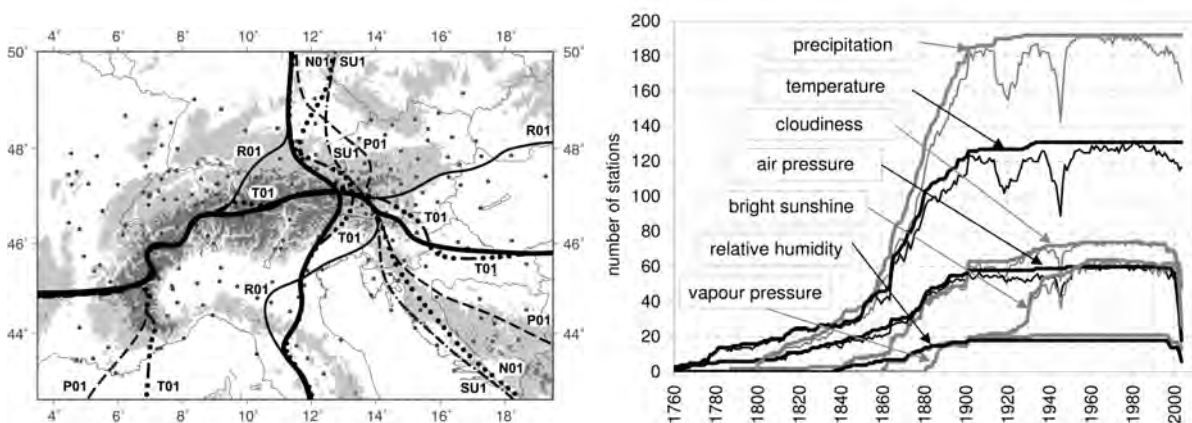 4° 6° 8° 10° 12° 14° 16° 18°
50° 50°
N01 SU1
R01
48° 48°
R01 SU1 P01
T01
46° 46°
T01
T01
R01
44° 44°
P01
N01
P01 T01 SU1
4° 6° 8° 10° 12° 14° 16° 18°
number of stations
200
180
160
140
120
100
80
60
40
20
0
precipitation
temperature
cloudiness
air pressure
bright sunshine
relative humidity
vapour pressure
1760 1780 1800 1820 1840 1860 1880 1900 1920 1940 1960 1980 2000